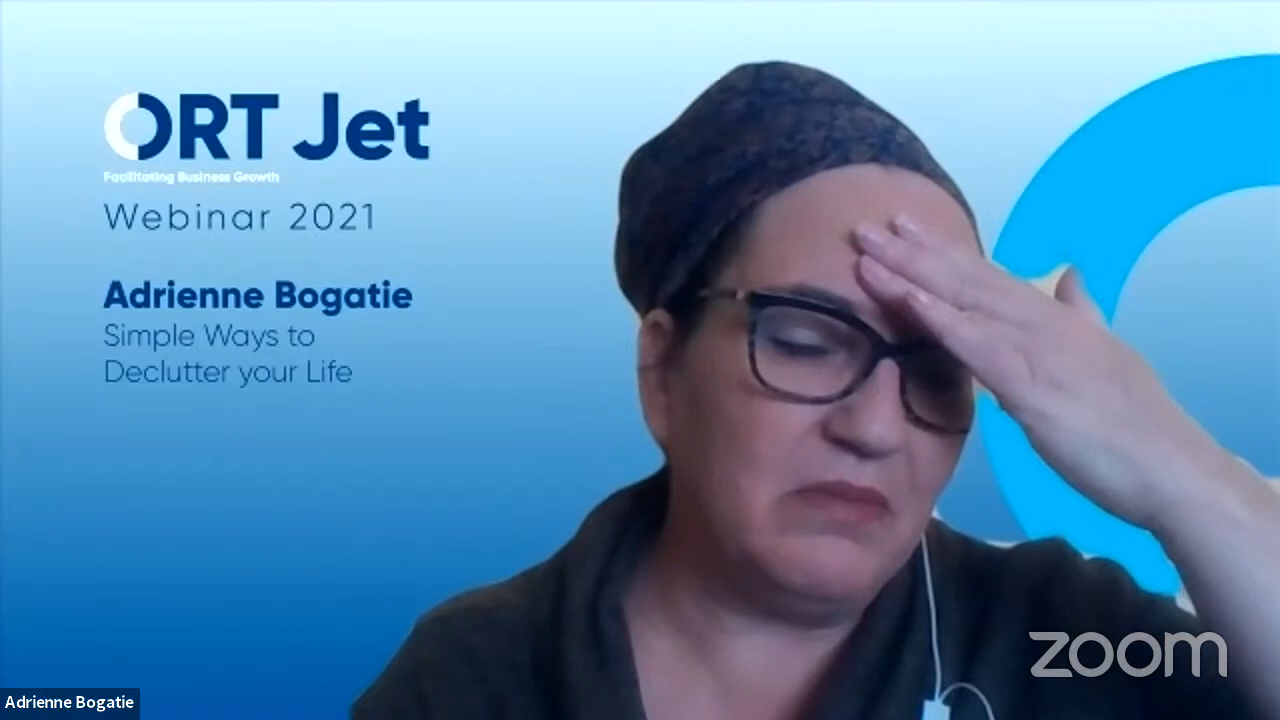 ORT Jet
Facilitating Business Growth
Webinar 2021
Adrienne Bogatie
Simple Ways to
Declutter your Life
zoom
Adrienne Bogatie